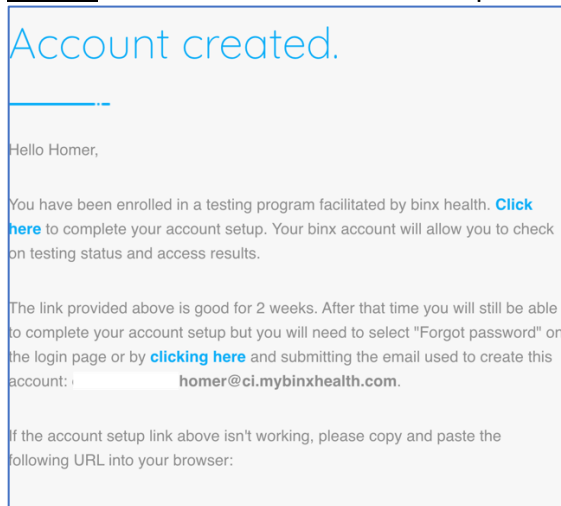 Account created.
Hello Homer,
You have been enrolled in a testing program facilitated by binx health. Click
here to complete your account setup. Your binx account will allow you to check
on testing status and access results.
The link provided above is good for 2 weeks. After that time you will still be able
to complete your account setup but you will need to select "Forgot password" on
the login page or by clicking here and submitting the email used to create this
account: homer@ci.mybinxhealth.com.
If the account setup link above isn't working, please copy and paste the
following URL into your browser: